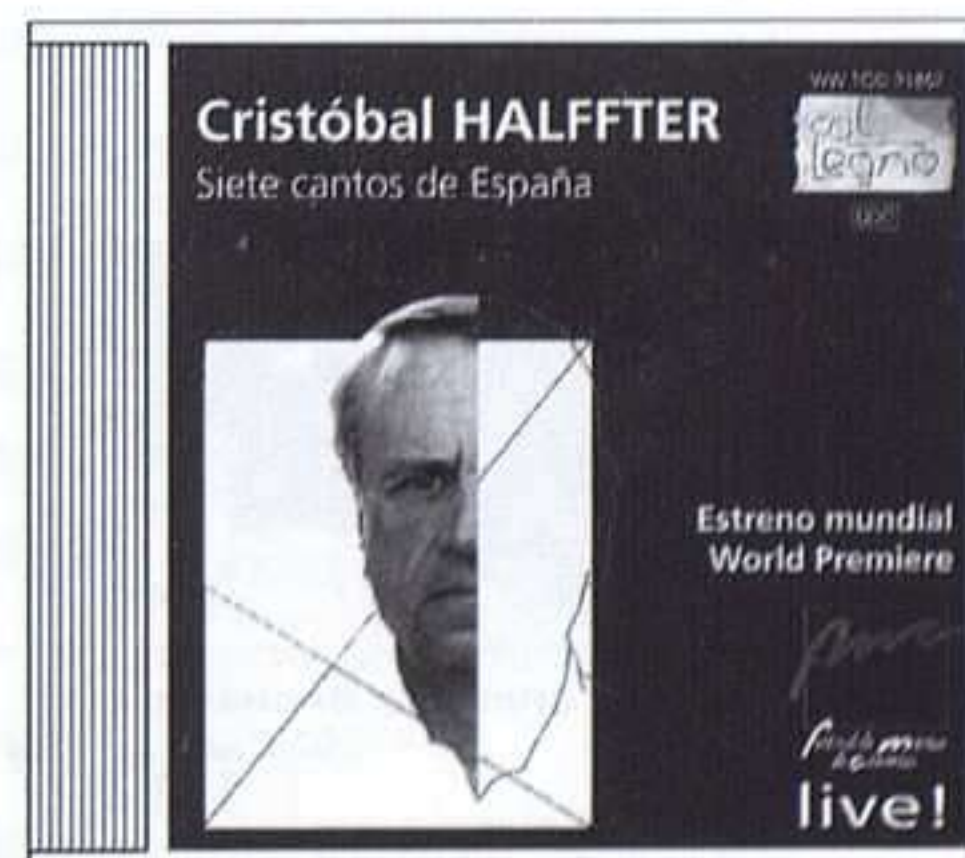 Cristóbal HALFFTER
Siete cantos de España
col
legno
Estreno mundial
World Premiere
live!